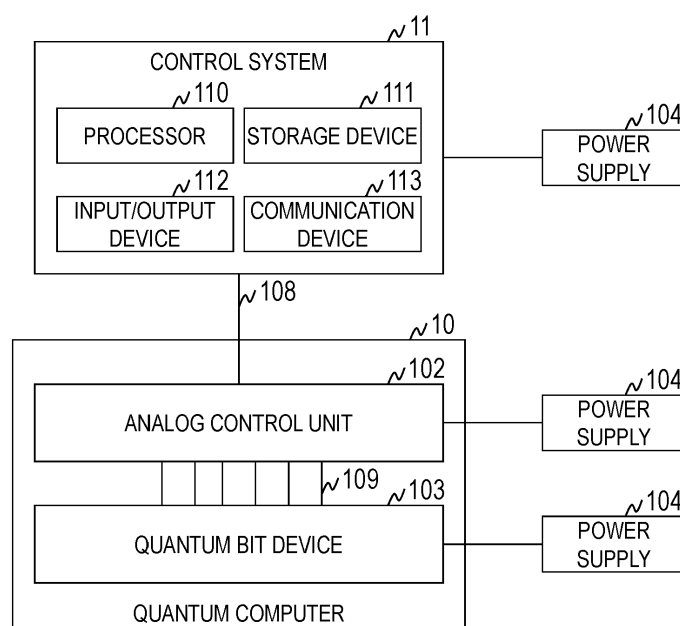 11
CONTROL SYSTEM
110
PROCESSOR
111
STORAGE DEVICE
104
POWER
SUPPLY
112
INPUT/OUTPUT
DEVICE
113
COMMUNICATION
DEVICE
108
10
102
ANALOG CONTROL UNIT
104
POWER
SUPPLY
109
103
QUANTUM BIT DEVICE
104
POWER
SUPPLY
QUANTUM COMPUTER